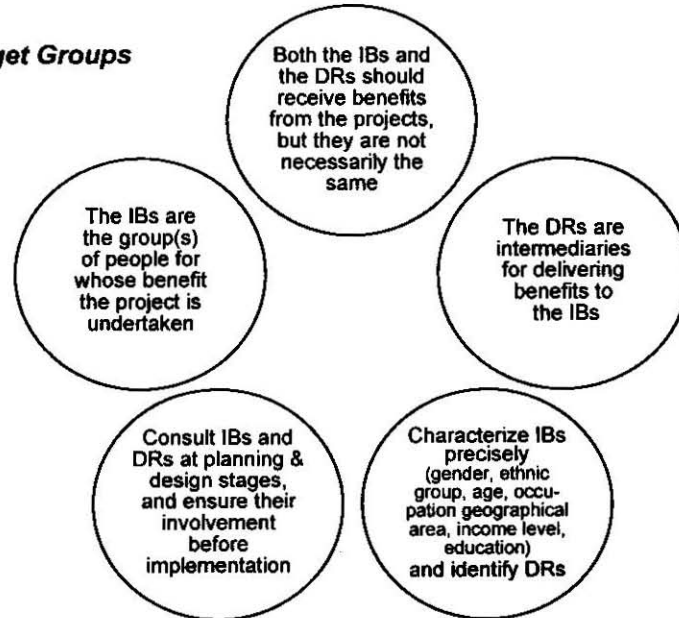 get Groups
Both the IBs and
the DRs should
receive benefits
from the projects,
but they are not
necessarily the
same
The IBs are
the group(s)
of people for
whose benefit
the project is
undertaken
The DRs are
intermediaries
for delivering
benefits to
the IBs
Consult IBs and
DRs at planning &
design stages,
and ensure their
involvement
before
implementation
Characterize IBs
precisely
(gender, ethnic
group, age, occu-
pation geographical
area, income level,
education)
and identify DRs